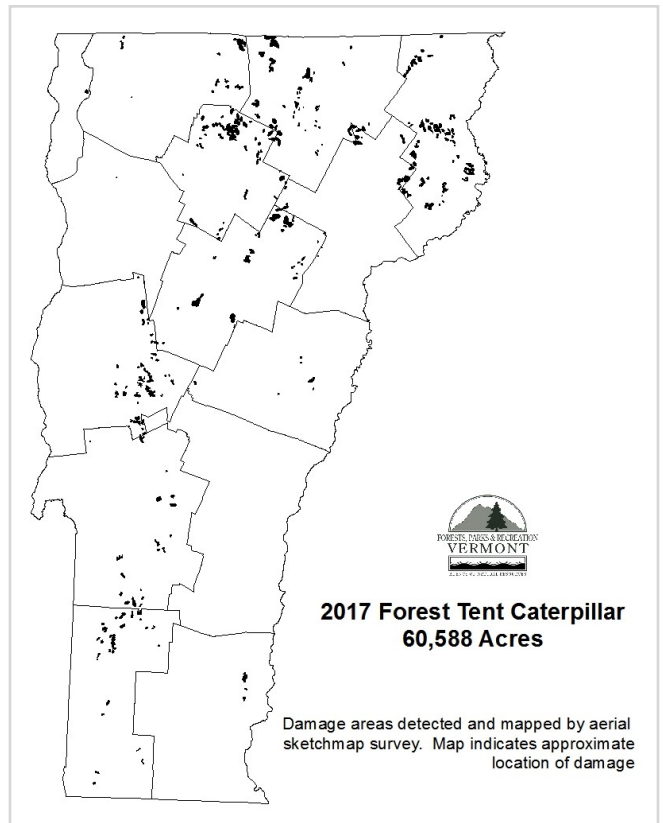 FORESTS, PARKS & RECREATION
VERMONT
2017 Forest Tent Caterpillar
60,588 Acres
Damage areas detected and mapped by aerial
sketchmap survey. Map indicates approximate
location of damage